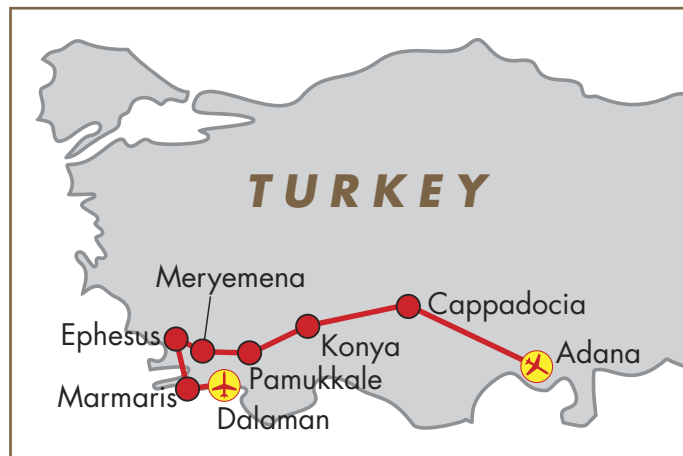 TURKEY
Meryemena
Cappadocia
Ephesus
Konya
Adana
Pamukkale
Marmaris
Dalaman